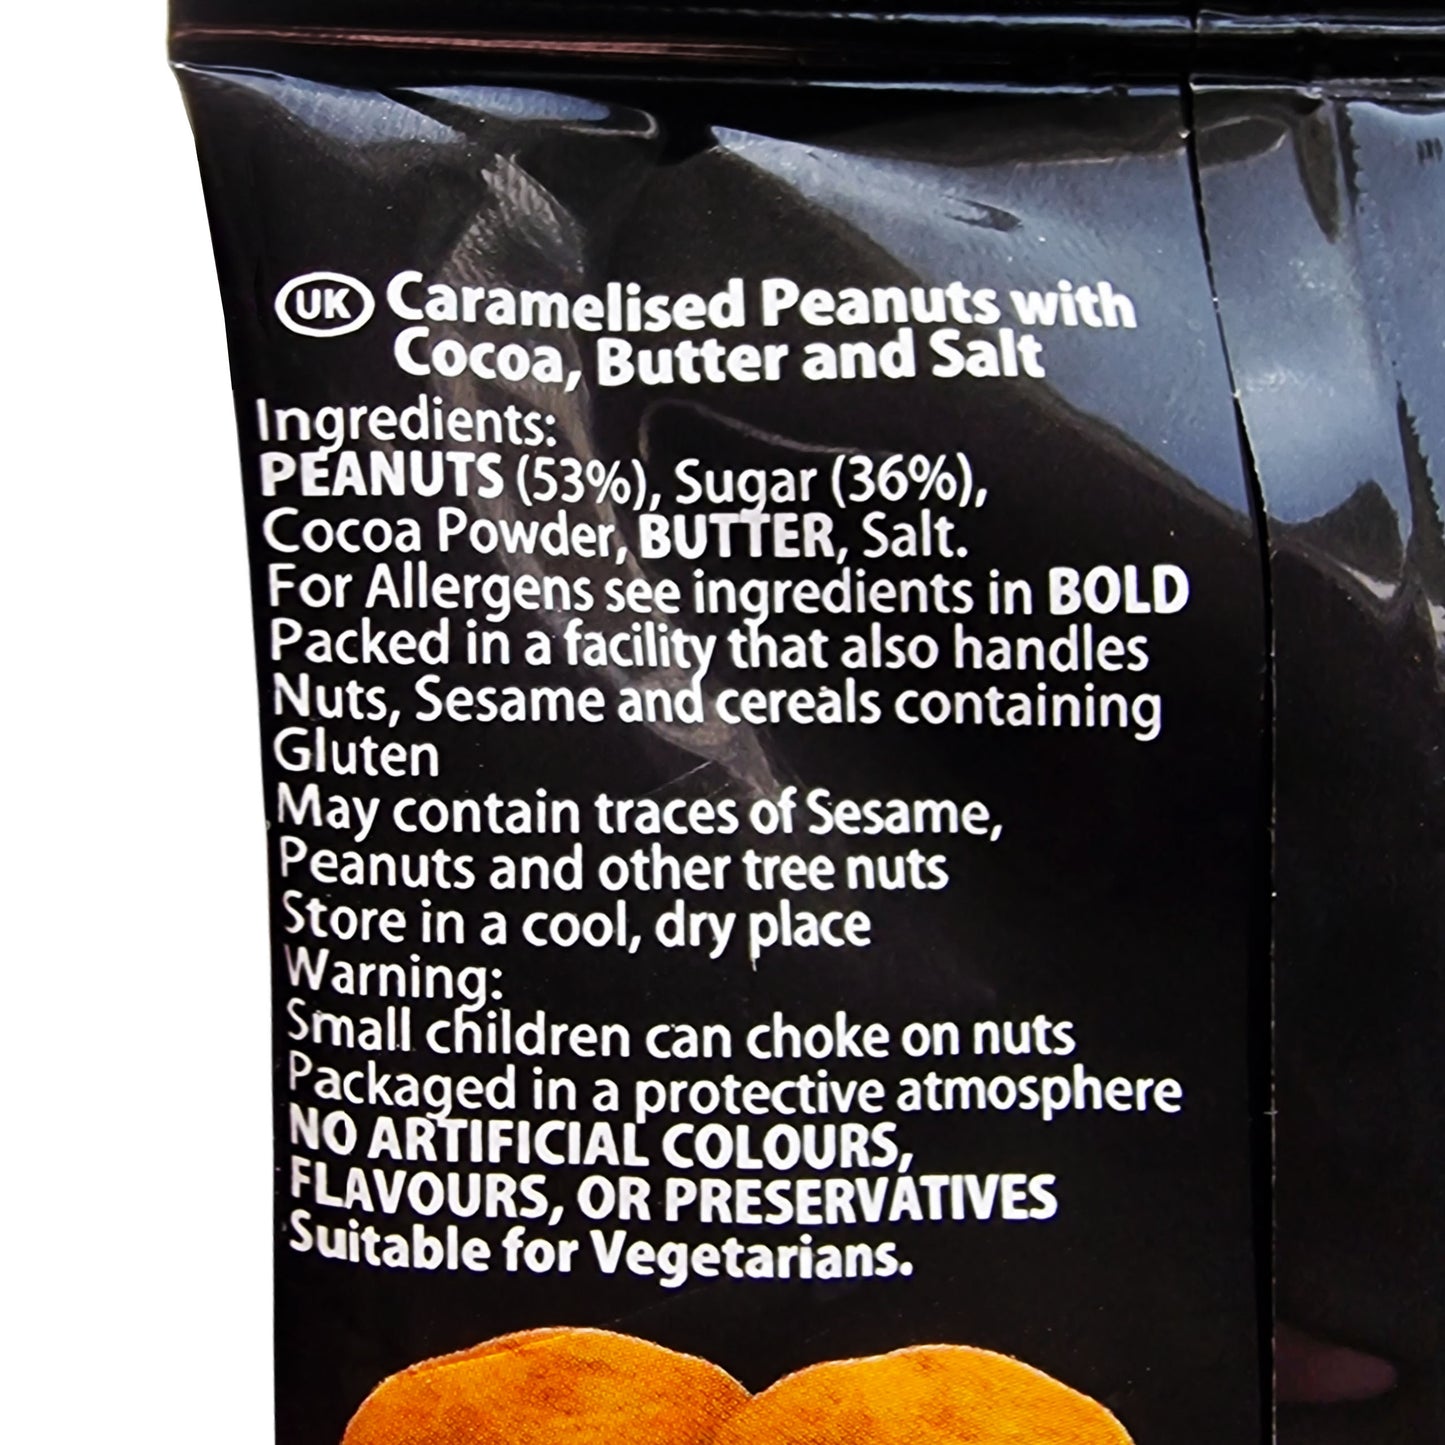 UK Caramelised Peanuts with
Cocoa, Butter and Salt
Ingredients:
PEANUTS (53%), Sugar (36%),
Cocoa Powder, BUTTER, Salt.
For Allergens see ingredients in BOLD
Packed in a facility that also handles
Nuts, Sesame and cereals containing
Gluten
May contain traces of Sesame,
Peanuts and other tree nuts
Store in a cool, dry place
Warning:
Small children can choke on nuts
Packaged in a protective atmosphere
NO ARTIFICIAL COLOURS,
FLAVOURS, OR PRESERVATIVES
Suitable for Vegetarians.